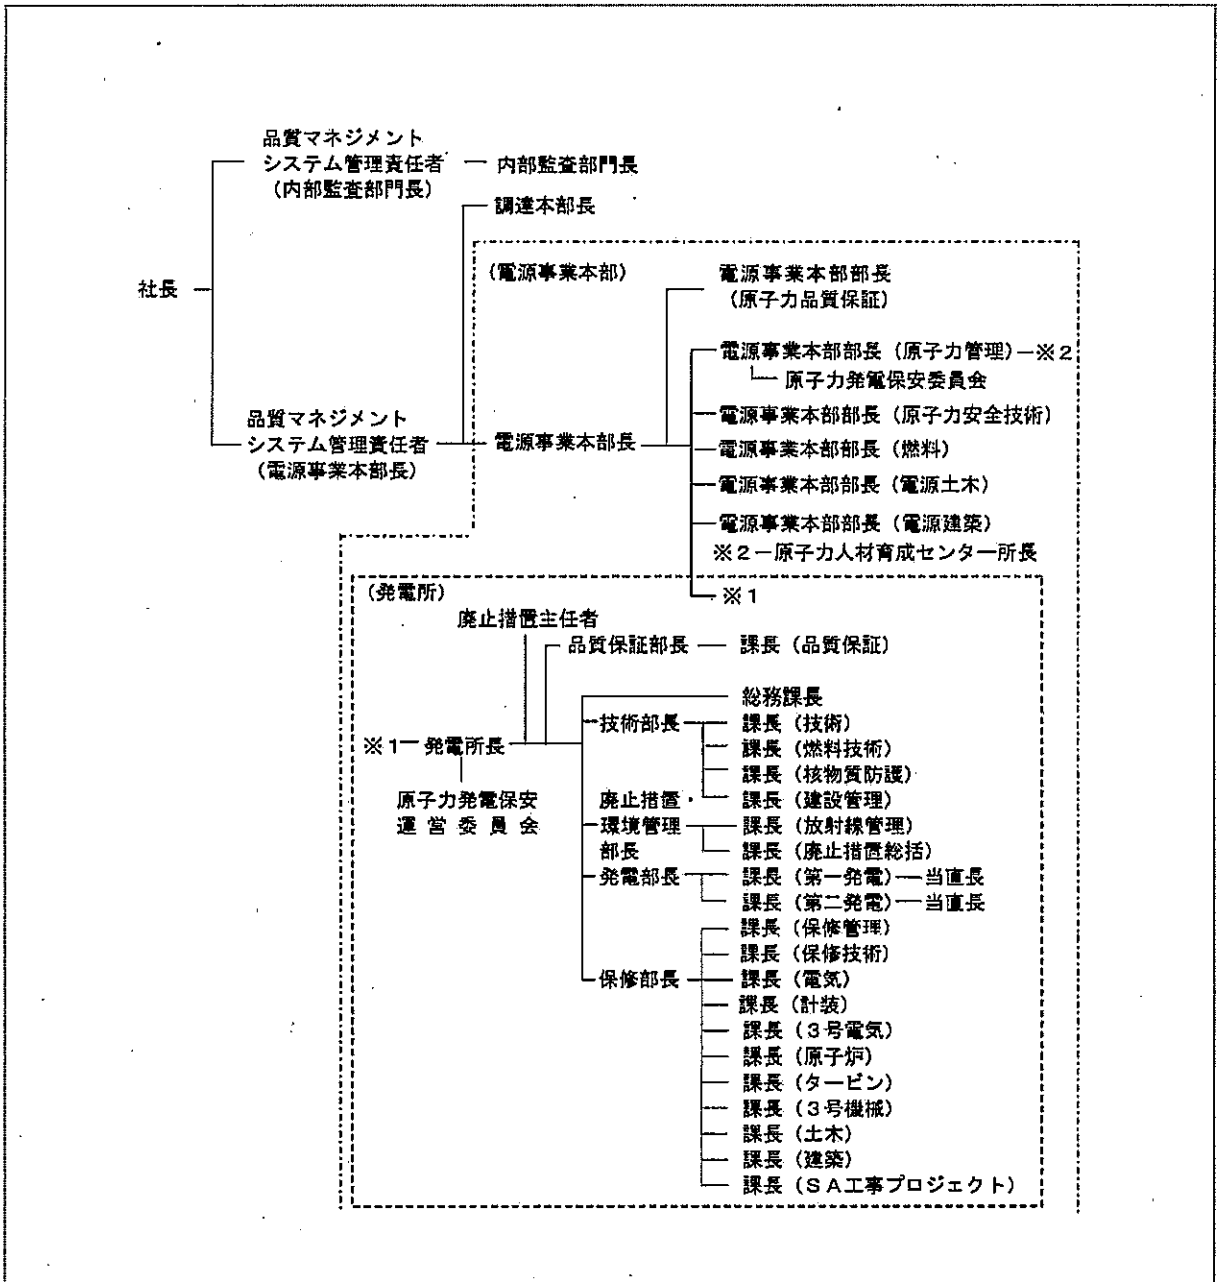 品質マネジメント
システム管理責任者
(内部監査部門長)
内部監査部門長
調達本部長
社長
(電源事業本部)
電源事業本部部長
(原子力品質保証)
電源事業本部部長(原子力管理)-※2
原子力発電保安委員会
品質マネジメント
システム管理責任者
(電源事業本部長)
電源事業本部長
電源事業本部部長(原子力安全技術)
電源事業本部部長(燃料)
電源事業本部部長(電源土木)
電源事業本部部長(電源建築)
※2-原子力人材育成センター所長
※1
(発電所)
廃止措置主任者
品質保証部長
課長(品質保証)
総務課長
※1 発電所長
原子力発電保安
運営委員会
技術部長
課長(技術)
課長(燃料技術)
課長(核物質防護)
課長(建設管理)
廃止措置・
環境管理
部長
課長(放射線管理)
課長(廃止措置総括)
発電部長
課長(第一発電)
当直長
課長(第二発電)
当直長
保修部長
課長(保修管理)
課長(保修技術)
課長(電気)
課長(計装)
課長(3号電気)
課長(原子炉)
課長(タービン)
課長(3号機械)
課長(土木)
課長(建築)
課長(SA工事プロジェクト)